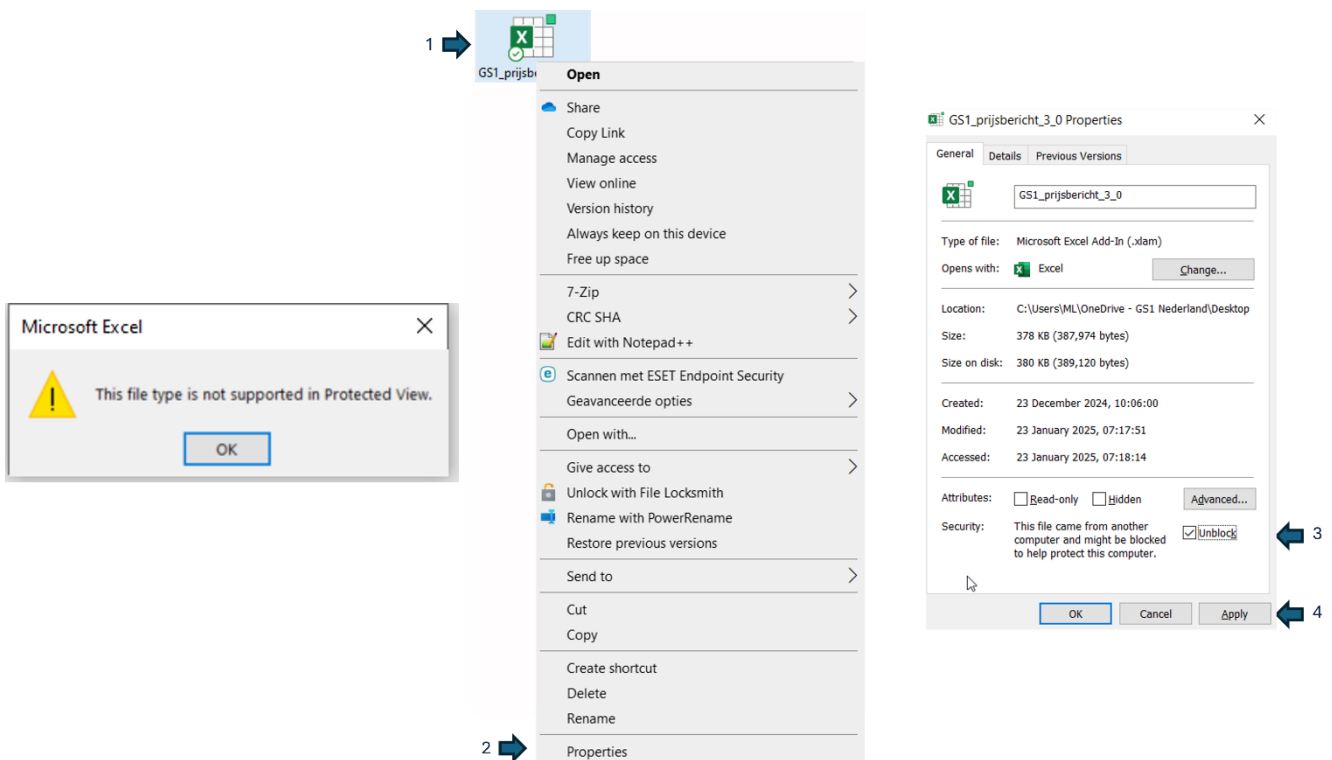 Microsoft Excel
This file type is not supported in Protected View.
OK
1
GS1_prijsbe
Open
Share
Copy Link
Manage access
View online
Version history
Always keep on this device
Free up space
7-Zip
CRC SHA
Edit with Notepad++
Scannen met ESET Endpoint Security
Geavanceerde opties
Open with...
Give access to
Unlock with File Locksmith
Rename with PowerRename
Restore previous versions
Send to
Cut
Copy
Create shortcut
Delete
Rename
2
Properties
GS1_prijsbericht_3_0 Properties
General Details Previous Versions
GS1_prijsbericht_3_0
Type of file: Microsoft Excel Add-In (.xlam)
Opens with: Excel Change...
Location: C:\Users\ML\OneDrive - GS1 Nederland\Desktop
Size: 378 KB (387,974 bytes)
Size on disk: 380 KB (389,120 bytes)
Created: 23 December 2024, 10:06:00
Modified: 23 January 2025, 07:17:51
Accessed: 23 January 2025, 07:18:14
Attributes: Read-only Hidden Advanced...
Security: This file came from another
computer and might be blocked
to help protect this computer.
Unblock
3
OK Cancel Apply
4